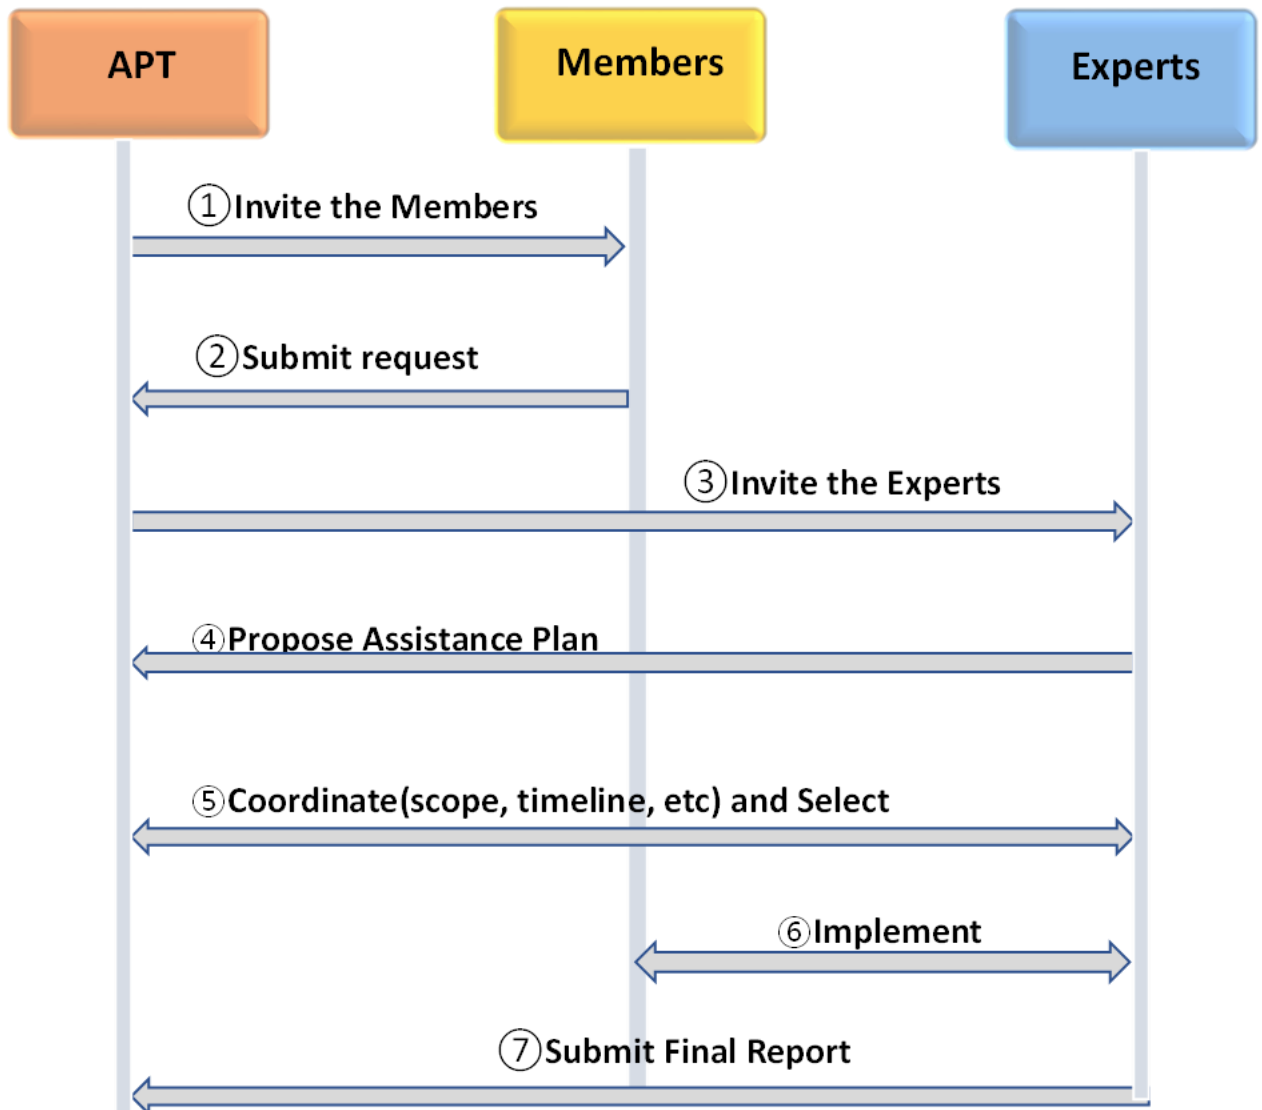 APT
Members
Experts
①Invite the Members
②Submit request
③Invite the Experts
④Propose Assistance Plan
⑤Coordinate(scope, timeline, etc) and Select
⑥Implement
⑦Submit Final Report